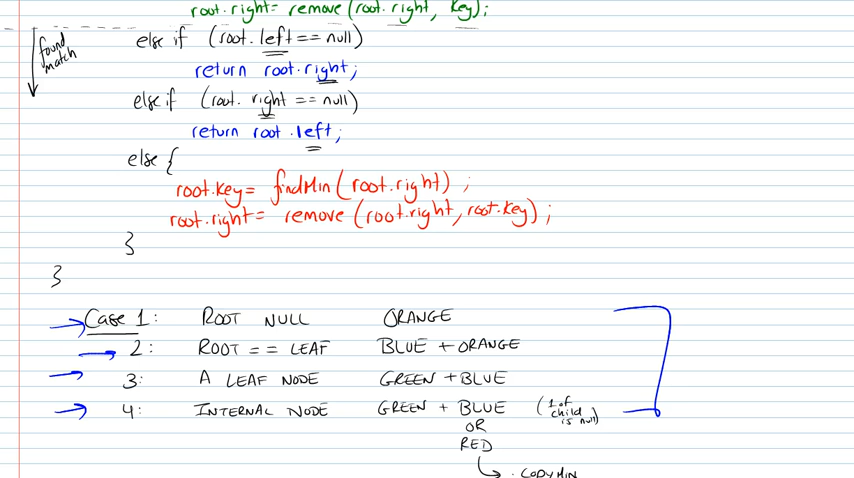 root.right= remove(root.right, key);
found match
else if (root.left == null)
return root.right;
else if (root. right == null)
return root.left;
else {
root.key= findMin(root.right);
root.right= remove(root.right, root.key);
}
}
Case 1: ROOT NULL ORANGE
2: ROOT == LEAF BLUE + ORANGE
3: A LEAF NODE GREEN + BLUE
4: INTERNAL NODE GREEN + BLUE (1 of child is null)
OR
RED
. COPY MIN